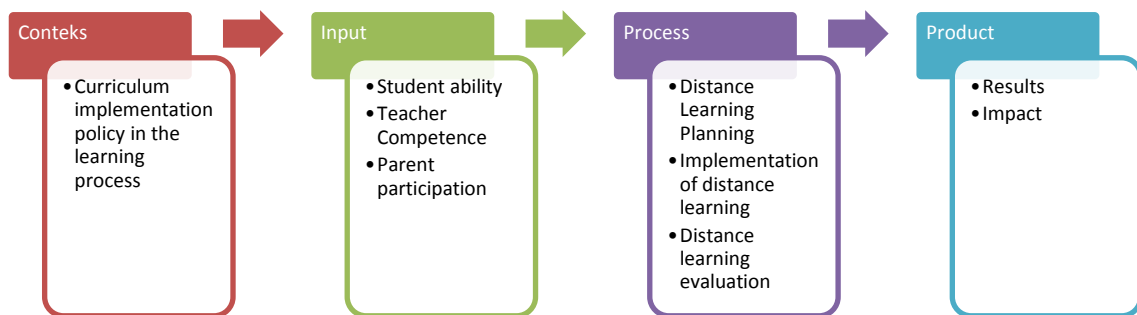 Conteks
• Curriculum
implementation
policy in the
learning
process
Input
• Student ability
• Teacher
Competence
• Parent
participation
Process
• Distance
Learning
Planning
• Implementation
of distance
learning
• Distance
learning
evaluation
Product
• Results
• Impact